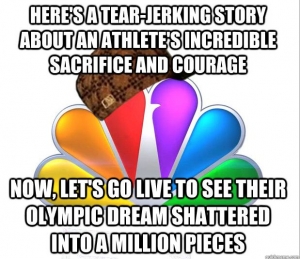 HERE'S A TEAR-JERKING STORY
ABOUT AN ATHLETE'S INCREDIBLE
SACRIFICE AND COURAGE
NOW, LET'S GO LIVE TO SEE THEIR
OLYMPIC DREAM SHATTERED
INTO A MILLION PIECES